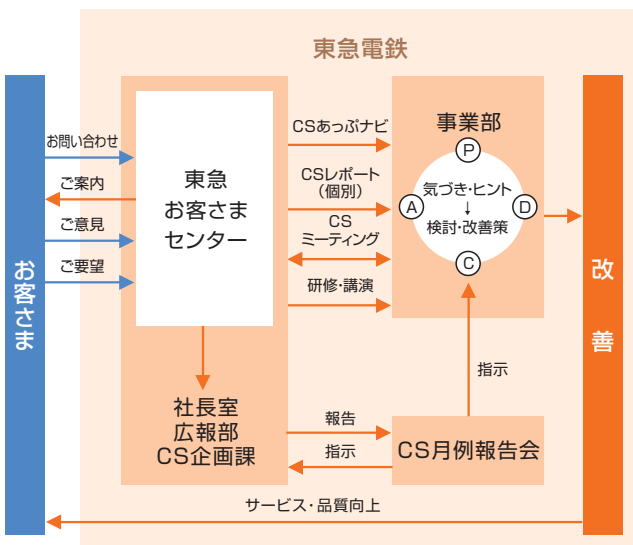 東急電鉄
お客さま
お問い合わせ
ご案内
ご意見
ご要望
東急
お客さま
センター
社長室
広報部
CS企画課
CSあっぷナビ
CSレポート
（個別）
CS
ミーティング
研修・講演
事業部
P
A
気づき・ヒント
↓
検討・改善策
D
C
指示
報告
指示
CS月例報告会
改善
サービス・品質向上